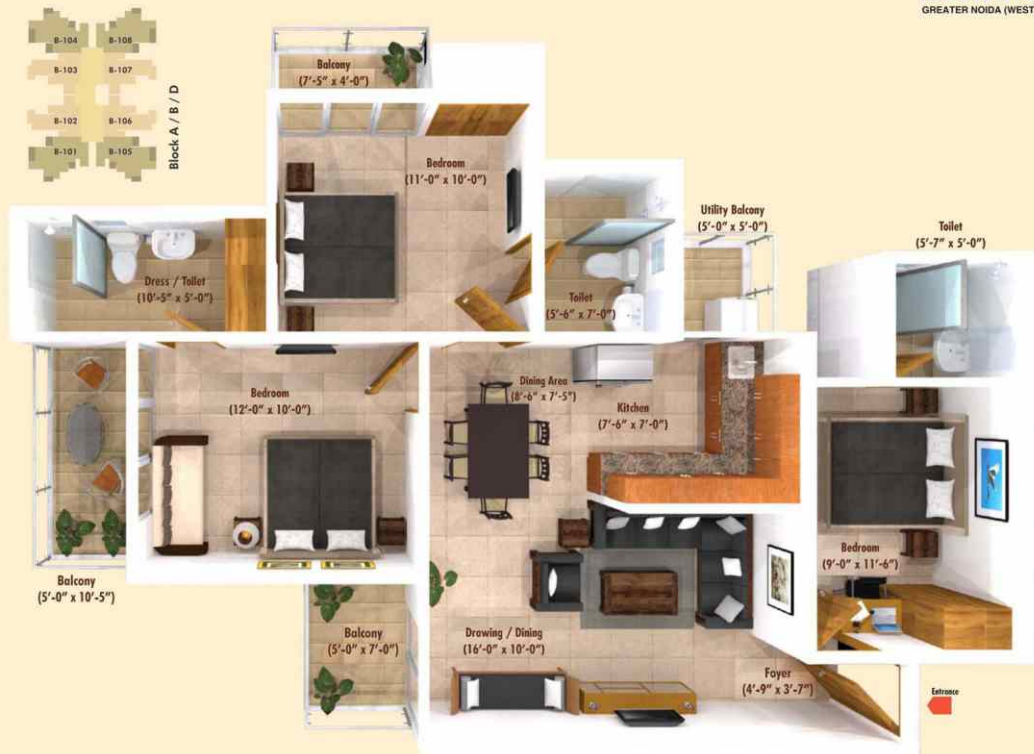 GREATER NOIDA (WEST
B-104
B-108
B-103
B-107
B-102
B-106
B-101
B-105
Block A / B / D
Balcony
(7'-5" x 4'-0")
Bedroom
(11'-0" x 10'-0")
Utility Balcony
(5'-0" x 5'-0")
Toilet
(5'-7" x 5'-0")
Dress / Toilet
(10'-5" x 5'-0")
Toilet
(5'-6" x 7'-0")
Bedroom
(12'-0" x 10'-0")
Dining Area
(8'-6" x 7'-5")
Kitchen
(7'-6" x 7'-0")
Bedroom
(9'-0" x 11'-6")
Balcony
(5'-0" x 10'-5")
Balcony
(5'-0" x 7'-0")
Drawing / Dining
(16'-0" x 10'-0")
Foyer
(4'-9" x 3'-7")
Entrance